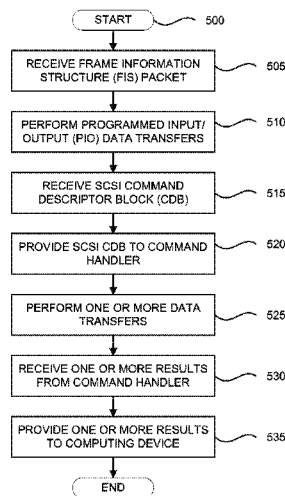 START
500
RECEIVE FRAME INFORMATION
STRUCTURE (FIS) PACKET
505
PERFORM PROGRAMMED INPUT/
OUTPUT (PIO) DATA TRANSFERS
510
RECEIVE SCSI COMMAND
DESCRIPTOR BLOCK (CDB)
515
PROVIDE SCSI CDB TO COMMAND
HANDLER
520
PERFORM ONE OR MORE DATA
TRANSFERS
525
RECEIVE ONE OR MORE RESULTS
FROM COMMAND HANDLER
530
PROVIDE ONE OR MORE RESULTS
TO COMPUTING DEVICE
535
END